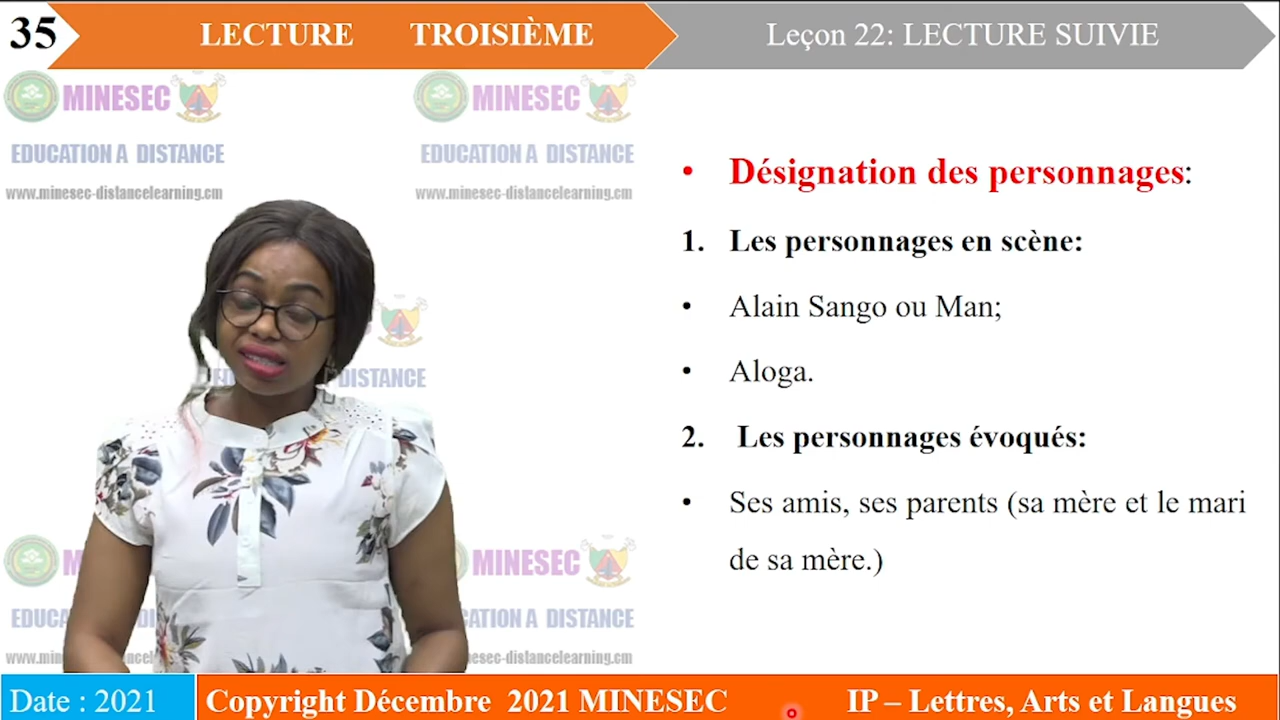 35
LECTURE TROISIÈME
Leçon 22: LECTURE SUIVIE
MINESEC
EDUCATION A DISTANCE
www.minesec-distancelearning.cm
MINESEC
EDUCATION A DISTANCE
www.minesec-distancelearning.cm
• Désignation des personnages:
1. Les personnages en scène:
• Alain Sango ou Man;
• Aloga.
2. Les personnages évoqués:
• Ses amis, ses parents (sa mère et le mari
de sa mère.)
DISTANCE
MINESEC
DISTANCE
Date : 2021
Copyright Décembre 2021 MINESEC
IP – Lettres, Arts et Langues